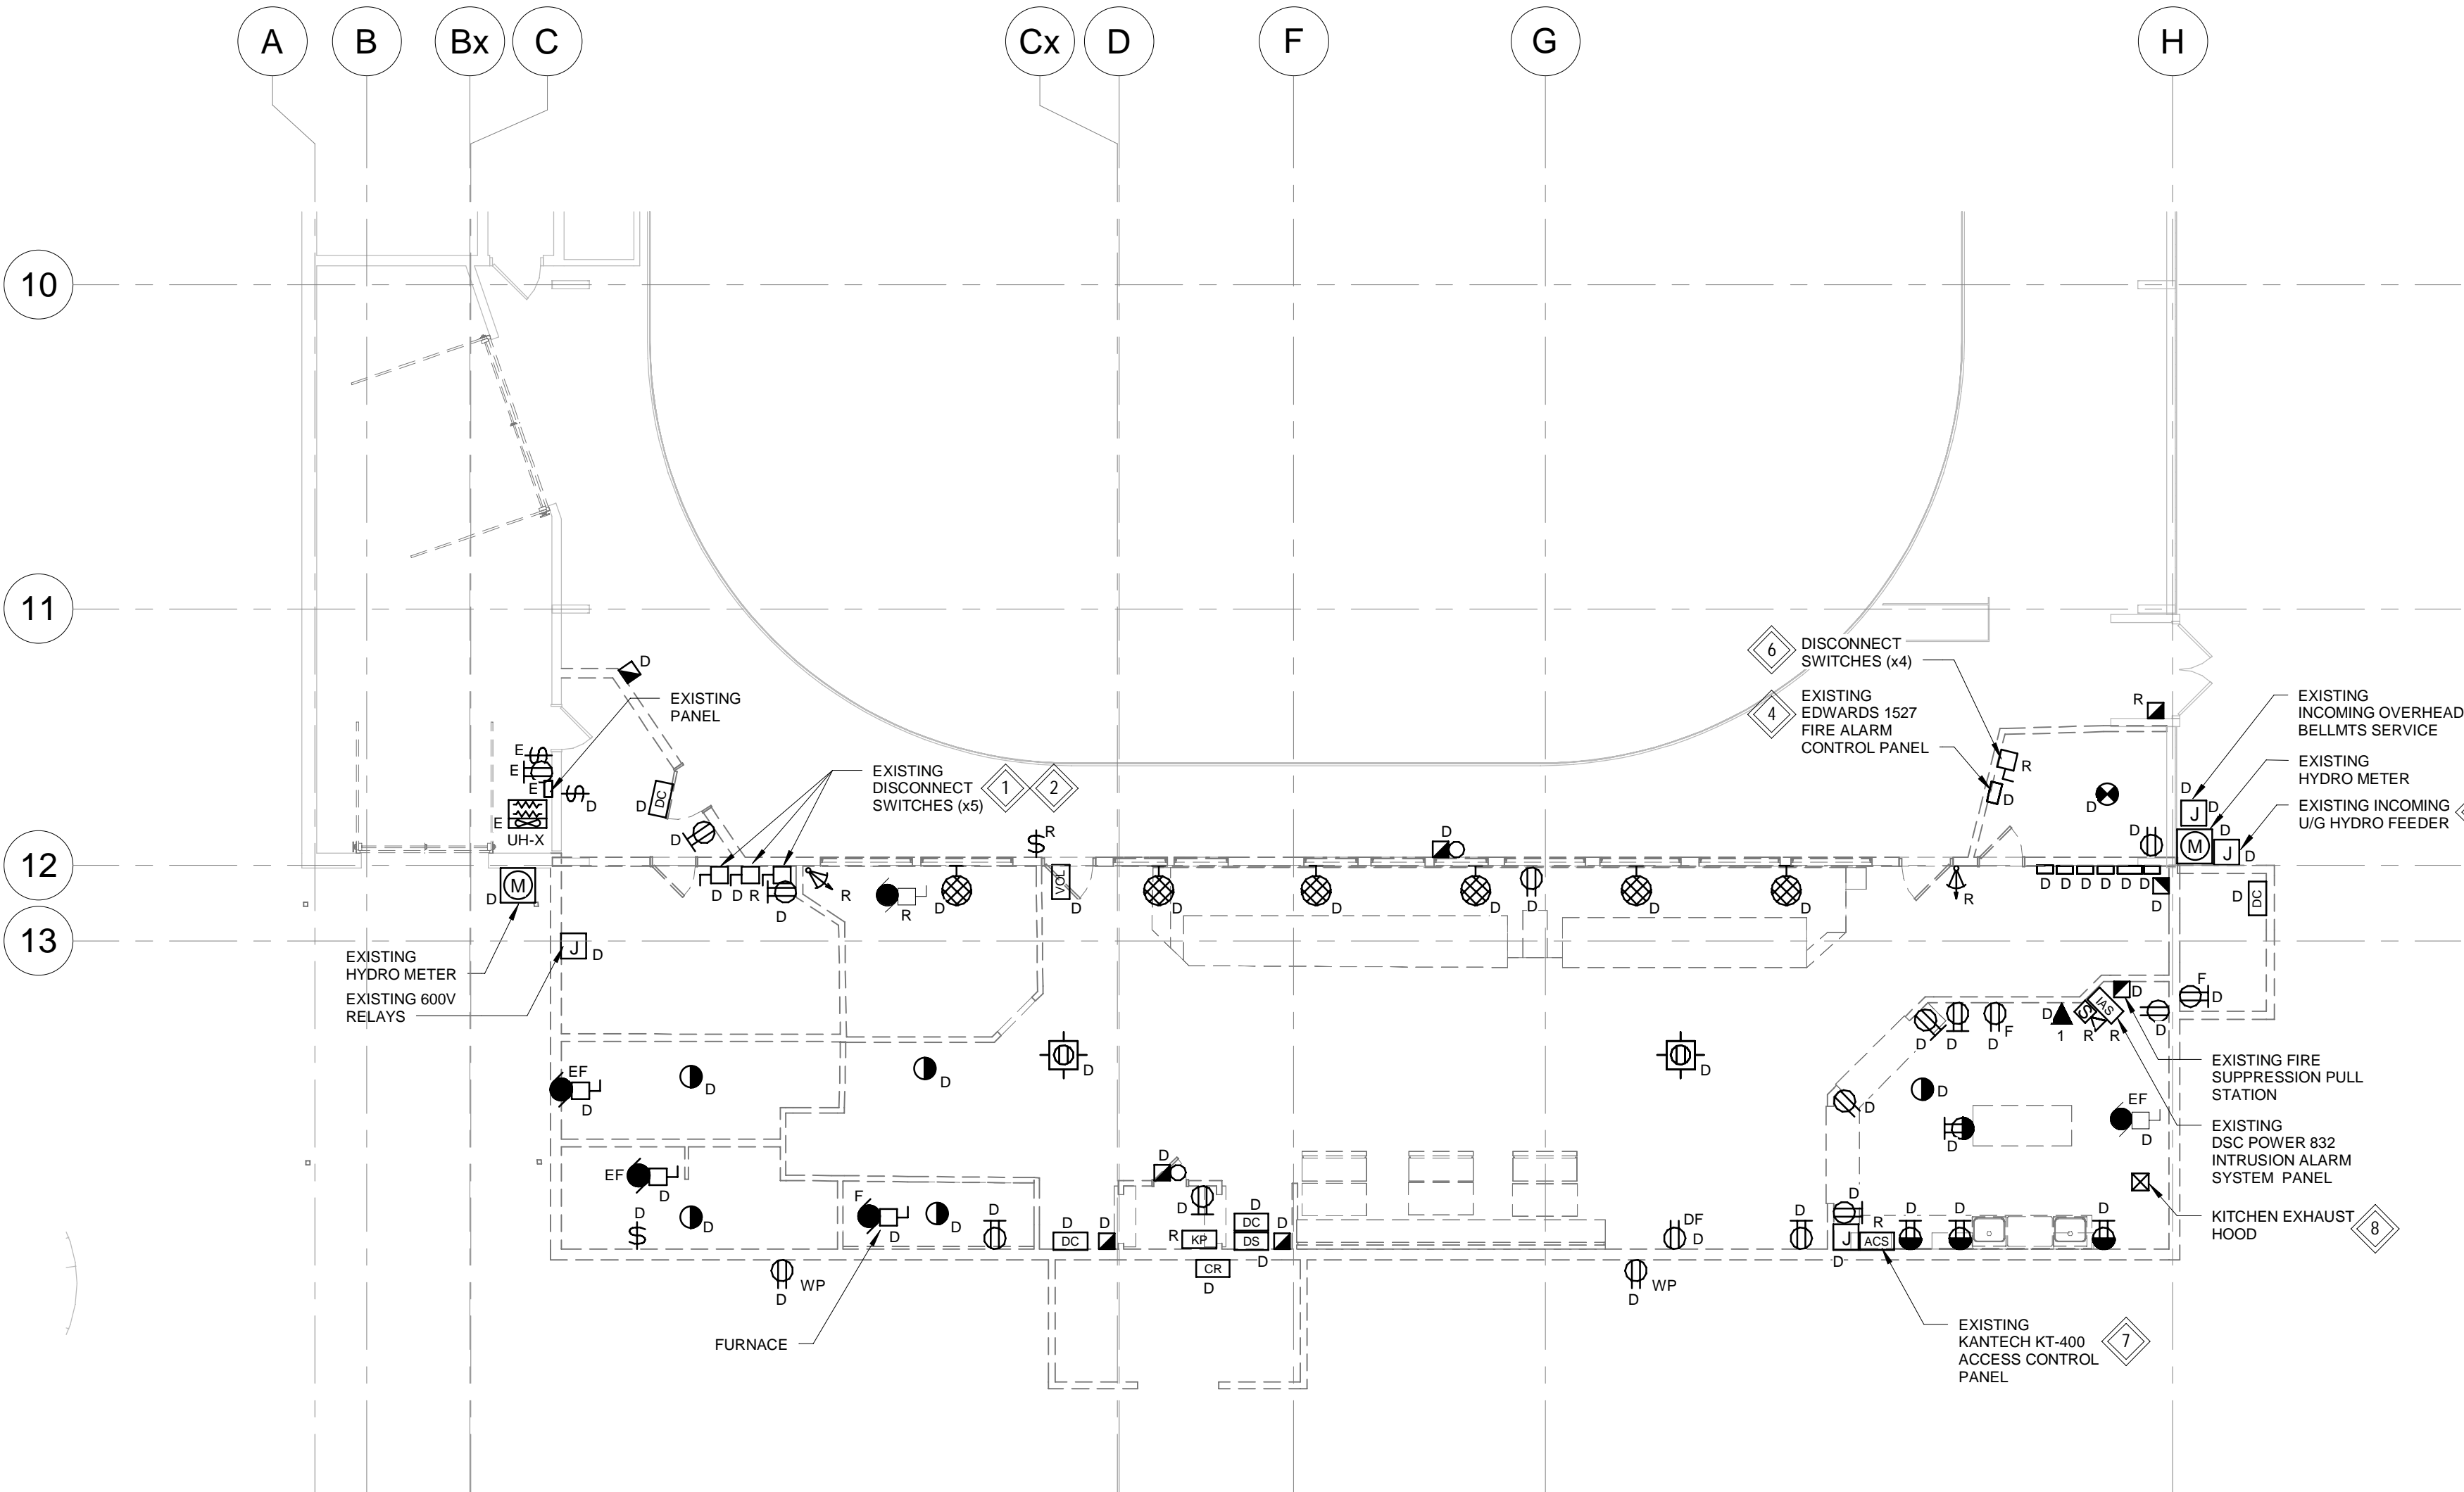 A
B
Bx
C
Cx
D
F
G
H
10
11
12
13
6
DISCONNECT
SWITCHES (x4)
4
EXISTING
EDWARDS 1527
FIRE ALARM
CONTROL PANEL
R
D
D
EXISTING
PANEL
E
E
E
E
UH-X
D
D
DC
D
EXISTING
DISCONNECT
SWITCHES (x5)
1
2
R
EXISTING
INCOMING OVERHEAD
BELLMTS SERVICE
EXISTING
HYDRO METER
EXISTING INCOMING
U/G HYDRO FEEDER
D
J
D
D
M
D
J
D
D
D
M
D
D
R
D
R
R
D
R
VOL
D
D
D
D
D
D
D
D
R
D
D
D
D
D
D
D
D
DC
EXISTING
HYDRO METER
EXISTING 600V
RELAYS
J
D
F
D
D
D
D
D
F
D
1
IAS
R
R
D
D
EXISTING FIRE
SUPPRESSION PULL
STATION
EXISTING
DSC POWER 832
INTRUSION ALARM
SYSTEM PANEL
KITCHEN EXHAUST
HOOD
8
EF
D
D
D
D
D
D
D
D
EF
D
EF
D
D
$
D
F
D
D
D
FURNACE
D
DC
D
D
D
R
KP
D
DC
DS
D
D
CR
D
DF
D
D
D
J
D
R
ACS
D
D
D
D
WP
D
WP
EXISTING
KANTECH KT-400
ACCESS CONTROL
PANEL
7